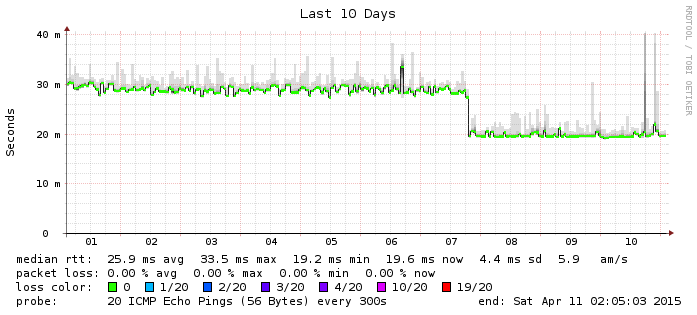 Last 10 Days
RRDTOOL / TOBI OETIKER
Seconds
40 m
30 m
20 m
10 m
0
01 02 03 04 05 06 07 08 09 10
median rtt: 25.9 ms avg 33.5 ms max 19.2 ms min 19.6 ms now 4.4 ms sd 5.9 am/s
packet loss: 0.00 % avg 0.00 % max 0.00 % min 0.00 % now
loss color: 0 1/20 2/20 3/20 4/20 10/20 19/20
probe: 20 ICMP Echo Pings (56 Bytes) every 300s end: Sat Apr 11 02:05:03 2015